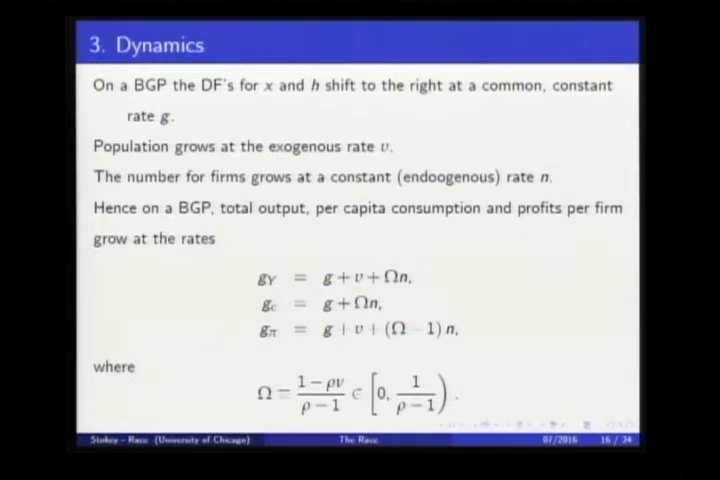 3. Dynamics
On a BGP the DF's for x and h shift to the right at a common, constant
rate g.
Population grows at the exogenous rate υ.
The number for firms grows at a constant (endoogenous) rate n.
Hence on a BGP, total output, per capita consumption and profits per firm
grow at the rates
g_Y = g + υ + Ωn,
g_c = g + Ωn,
g_π = g + υ + (Ω − 1) n,
where
Ω = (1 − ρυ)/(ρ − 1) ∈ [0, 1/(ρ − 1)).
Stokey - Race (University of Chicago) The Race 07/2016 16 / 34